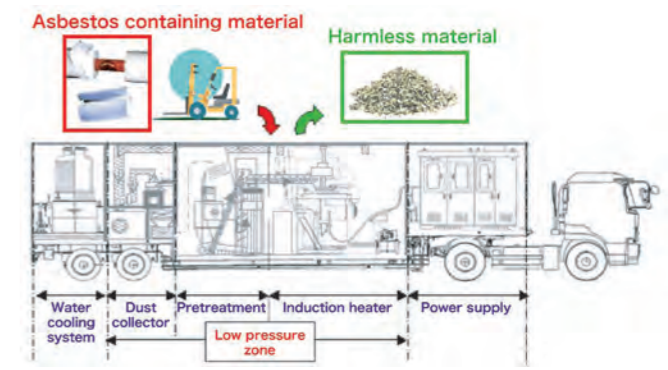 Asbestos containing material
Harmless material
Water
cooling
system
Dust
collector
Pretreatment
Induction heater
Power supply
Low pressure
zone